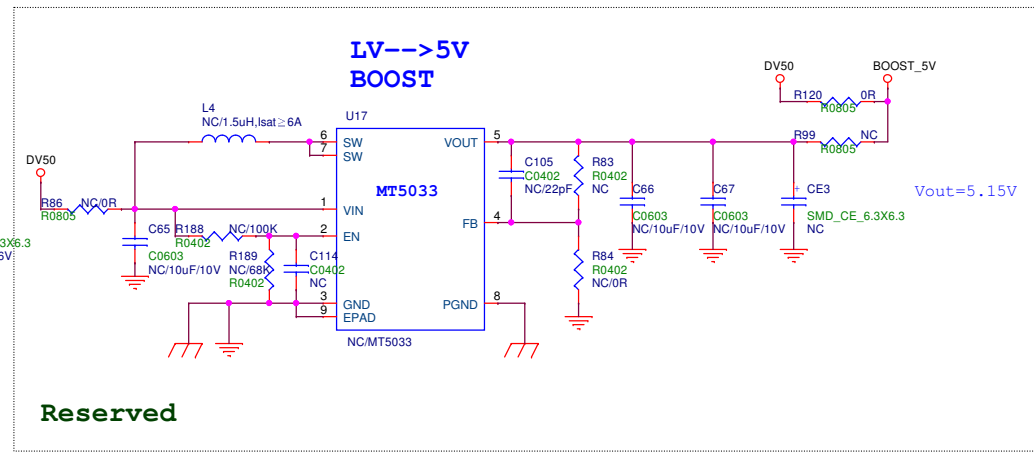 LV-->5V
BOOST
DV50
BOOST_5V
R120
0R
R0805
L4
NC/1.5uH,Isat≧6A
U17
6
SW
7
SW
VOUT
5
R99
NC
R0805
DV50
MT5033
C105
C0402
NC/22pF
R83
R0402
NC
R86
NC/0R
R0805
1
VIN
C66
C0603
NC/10uF/10V
C67
C0603
NC/10uF/10V
+
CE3
SMD_CE_6.3X6.3
NC
Vout=5.15V
FB
4
C65
C0603
NC/10uF/10V
R188
NC/100K
R0402
2
EN
3X6.3
6V
R189
NC/68K
R0402
C114
C0402
NC
R84
R0402
NC/0R
3
GND
9
EPAD
PGND
8
NC/MT5033
Reserved